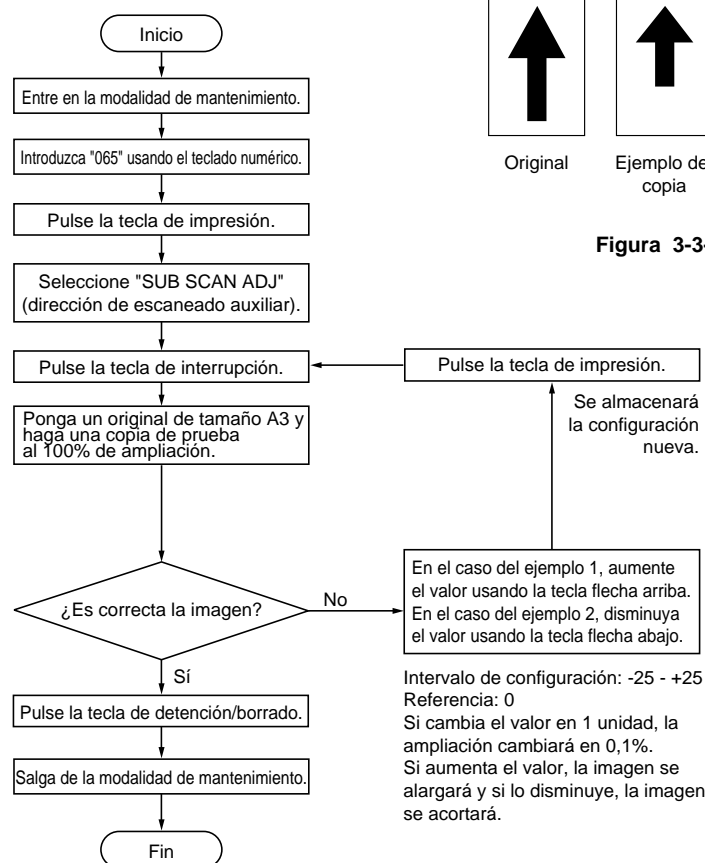 Inicio
Entre en la modalidad de mantenimiento.
Introduzca "065" usando el teclado numérico.
Pulse la tecla de impresión.
Seleccione "SUB SCAN ADJ"
(dirección de escaneado auxiliar).
Pulse la tecla de interrupción.
Ponga un original de tamaño A3 y
haga una copia de prueba
al 100% de ampliación.
¿Es correcta la imagen?
No
Sí
Pulse la tecla de detención/borrado.
Salga de la modalidad de mantenimiento.
Fin
Original
Ejemplo de
copia
Figura 3-3-
Pulse la tecla de impresión.
Se almacenará
la configuración
nueva.
En el caso del ejemplo 1, aumente
el valor usando la tecla flecha arriba.
En el caso del ejemplo 2, disminuya
el valor usando la tecla flecha abajo.
Intervalo de configuración: -25 - +25
Referencia: 0
Si cambia el valor en 1 unidad, la
ampliación cambiará en 0,1%.
Si aumenta el valor, la imagen se
alargará y si lo disminuye, la imagen
se acortará.